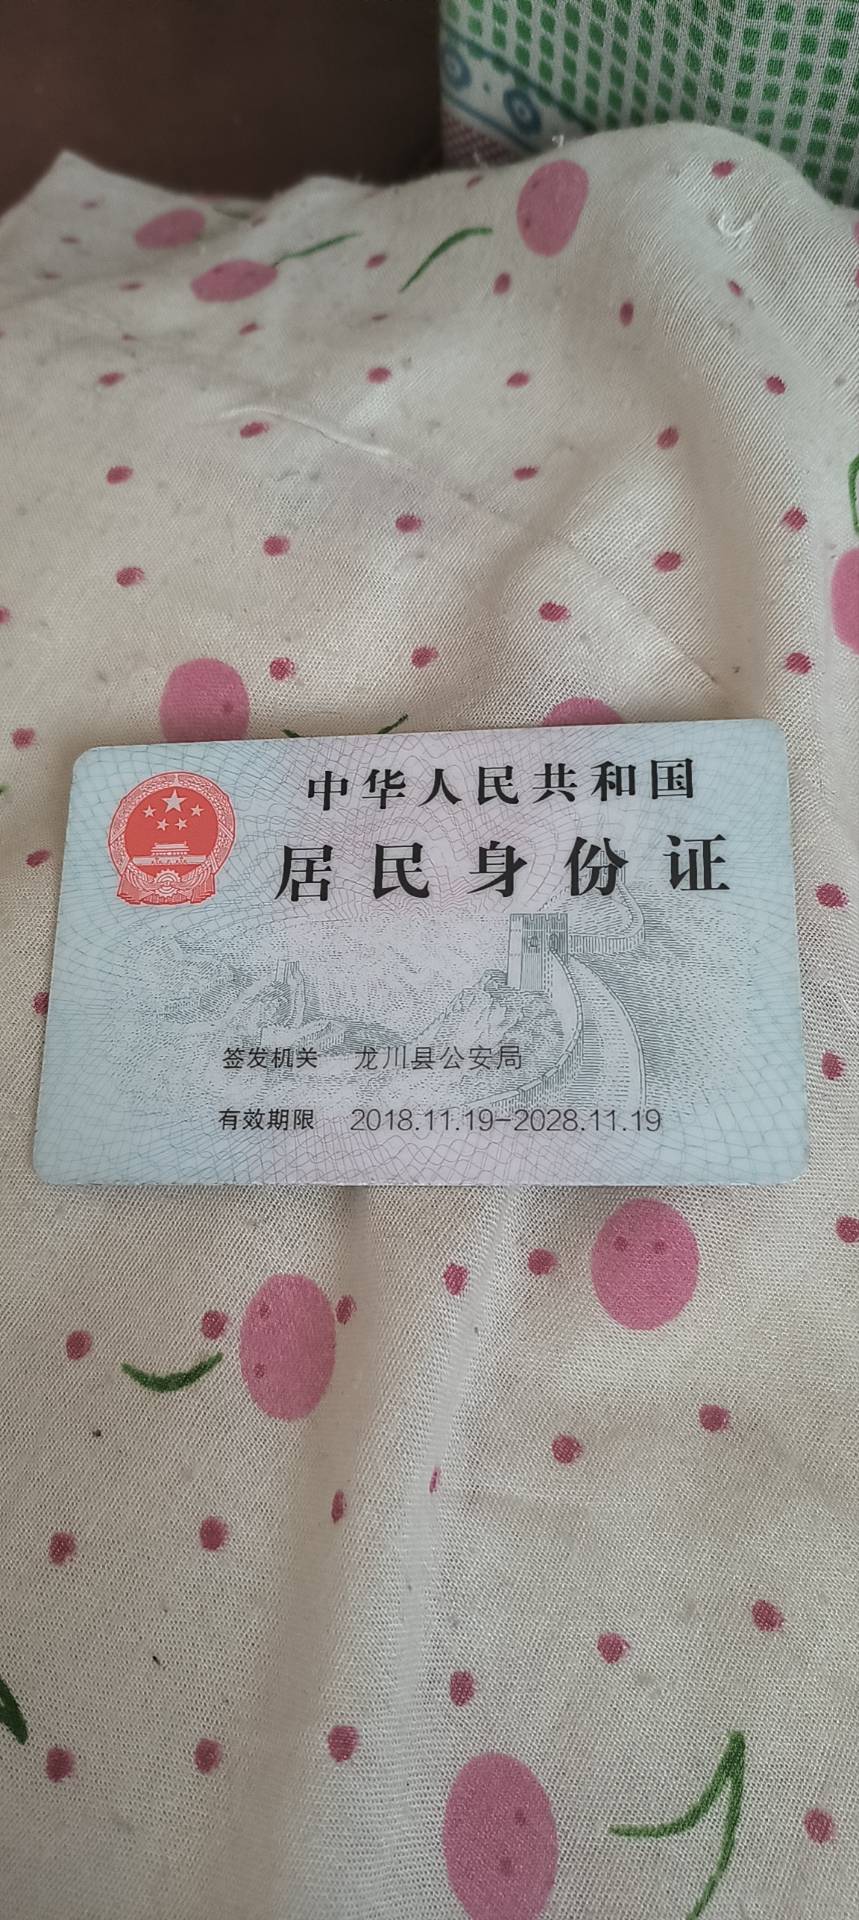 中华人民共和国
居民身份证
签发机关 龙川县公安局
有效期限 2018.11.19-2028.11.19